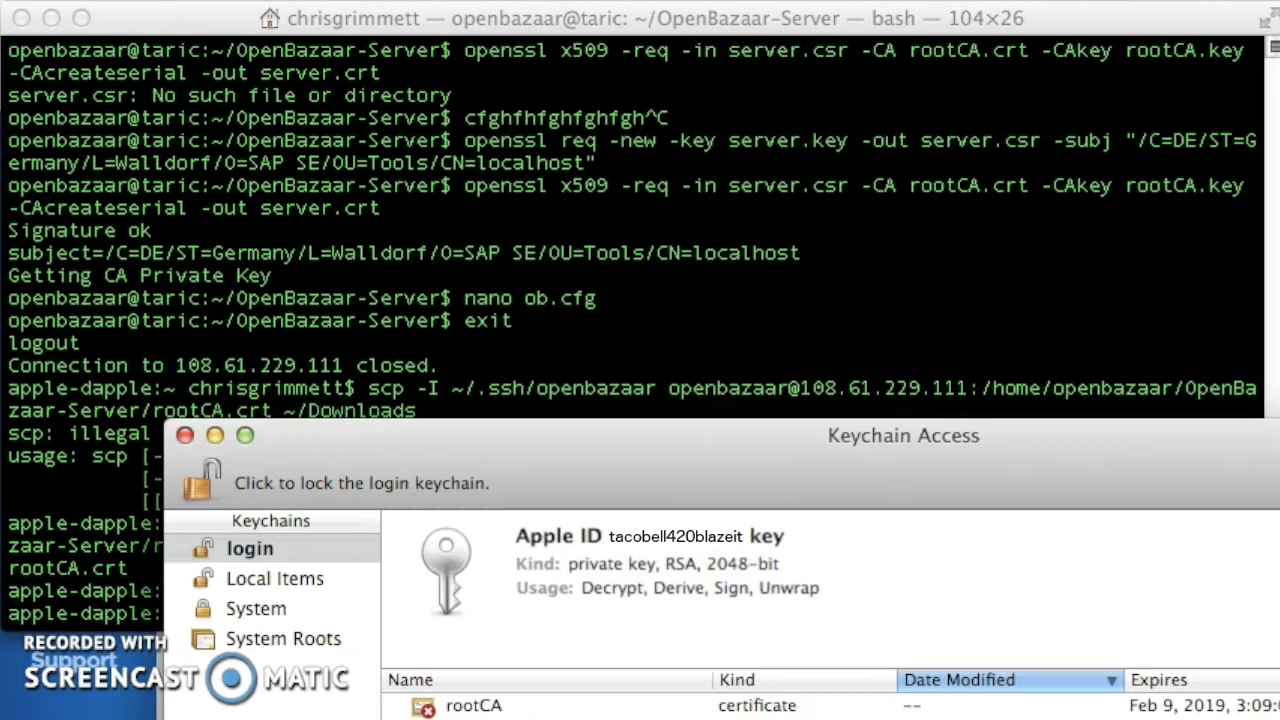 chrisgrimmett — openbazaar@taric: ~/OpenBazaar-Server — bash — 104×26
openbazaar@taric:~/OpenBazaar-Server$ openssl x509 -req -in server.csr -CA rootCA.crt -CAkey rootCA.key
-CAcreateserial -out server.crt
server.csr: No such file or directory
openbazaar@taric:~/OpenBazaar-Server$ cfghfhfghfghfgh^C
openbazaar@taric:~/OpenBazaar-Server$ openssl req -new -key server.key -out server.csr -subj "/C=DE/ST=G
ermany/L=Walldorf/O=SAP SE/OU=Tools/CN=localhost"
openbazaar@taric:~/OpenBazaar-Server$ openssl x509 -req -in server.csr -CA rootCA.crt -CAkey rootCA.key
-CAcreateserial -out server.crt
Signature ok
subject=/C=DE/ST=Germany/L=Walldorf/O=SAP SE/OU=Tools/CN=localhost
Getting CA Private Key
openbazaar@taric:~/OpenBazaar-Server$ nano ob.cfg
openbazaar@taric:~/OpenBazaar-Server$ exit
logout
Connection to 108.61.229.111 closed.
apple-dapple:~ chrisgrimmett$ scp -I ~/.ssh/openbazaar openbazaar@108.61.229.111:/home/openbazaar/OpenBa
zaar-Server/rootCA.crt ~/Downloads
scp: illegal
usage: scp [-
[-
[[
apple-dapple:
zaar-Server/r
rootCA.crt
apple-dapple:
apple-dapple:
Keychain Access
Click to lock the login keychain.
Keychains
login
Local Items
System
System Roots
Apple ID tacobell420blazeit key
Kind: private key, RSA, 2048-bit
Usage: Decrypt, Derive, Sign, Unwrap
Name Kind Date Modified Expires
rootCA certificate -- Feb 9, 2019, 3:09:
RECORDED WITH
Support
SCREENCAST MATIC